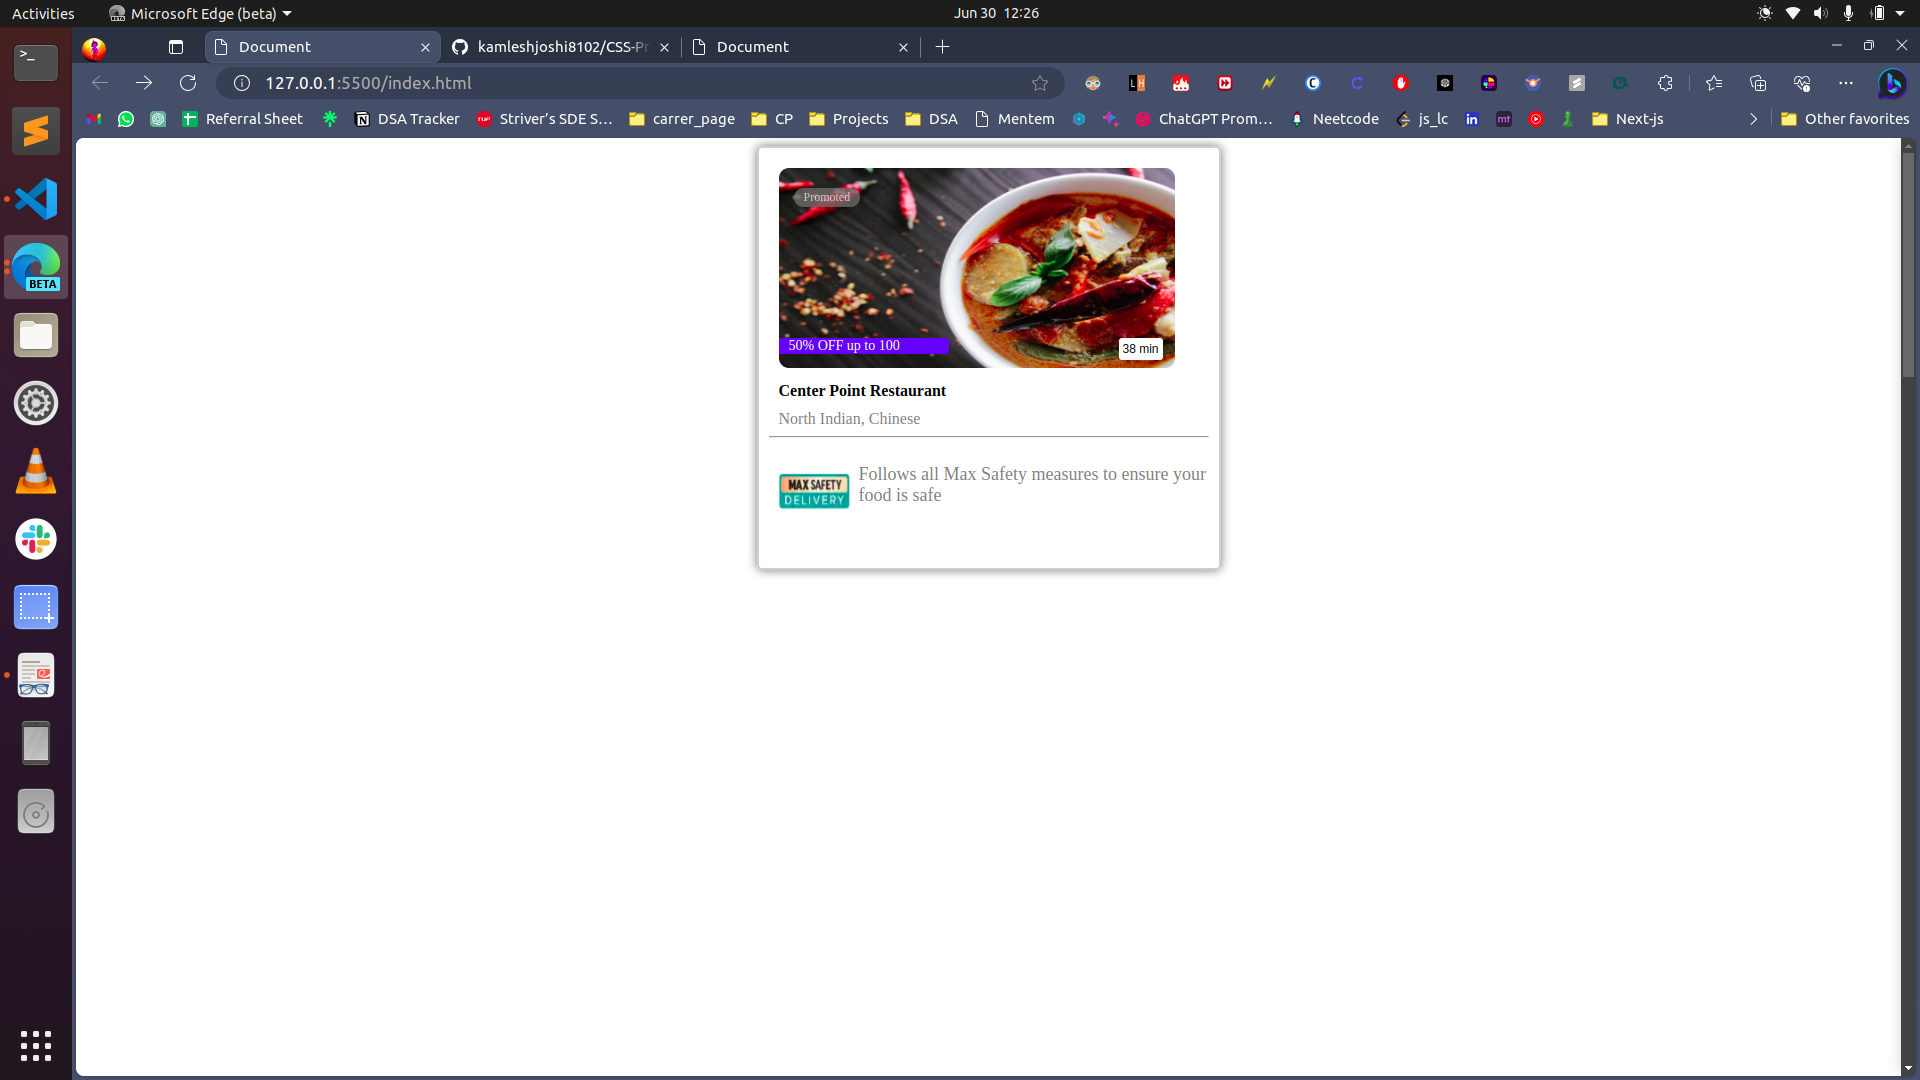 Activities
Microsoft Edge (beta)
Jun 30 12:26
Document
kamleshjoshi8102/CSS-Pr
Document
127.0.0.1:5500/index.html
Referral Sheet
DSA Tracker
Striver's SDE S...
carrer_page
CP
Projects
DSA
Mentem
ChatGPT Prom...
Neetcode
js_lc
Next-js
Other favorites
BETA
Promoted
50% OFF up to 100
38 min
Center Point Restaurant
North Indian, Chinese
MAX SAFETY
DELIVERY
Follows all Max Safety measures to ensure your
food is safe